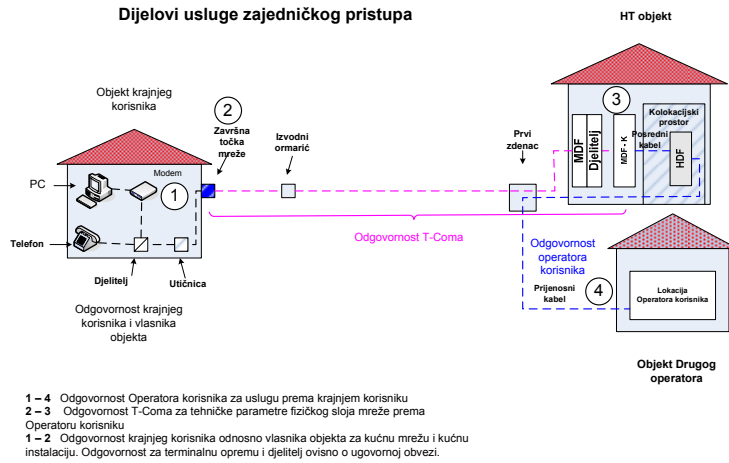 Dijelovi usluge zajedničkog pristupa
HT objekt
Objekt krajnjeg
korisnika
2
Završna
točka
mreže
Izvodni
ormarić
Prvi
zdenac
3
Kolokacijski
prostor
Posredni
kabel
MDF
Djelitelj
MDF - K
HDF
Modem
PC
1
Telefon
Djelitelj
Utičnica
Odgovornost T-Coma
Odgovornost
operatora
korisnika
Prijenosni
kabel
4
Lokacija
Operatora korisnika
Odgovornost krajnjeg
korisnika i vlasnika
objekta
Objekt Drugog
operatora
1 – 4 Odgovornost Operatora korisnika za uslugu prema krajnjem korisniku
2 – 3 Odgovornost T-Coma za tehničke parametre fizičkog sloja mreže prema
Operatoru korisniku
1 – 2 Odgovornost krajnjeg korisnika odnosno vlasnika objekta za kućnu mrežu i kućnu
instalaciju. Odgovornost za terminalnu opremu i djelitelj ovisno o ugovornoj obvezi.